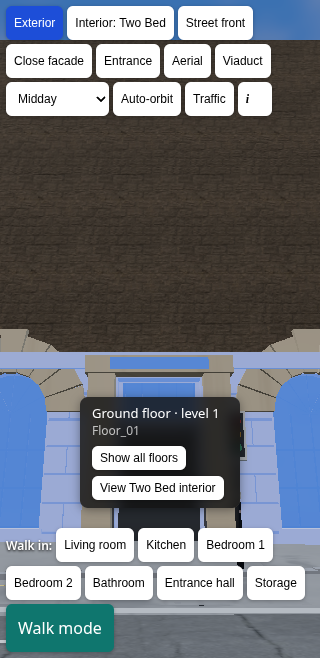 Exterior Interior: Two Bed Street front
Close facade Entrance Aerial Viaduct
Midday Auto-orbit Traffic i
Ground floor · level 1
Floor_01
Show all floors
View Two Bed interior
Walk in: Living room Kitchen Bedroom 1
Bedroom 2 Bathroom Entrance hall Storage
Walk mode